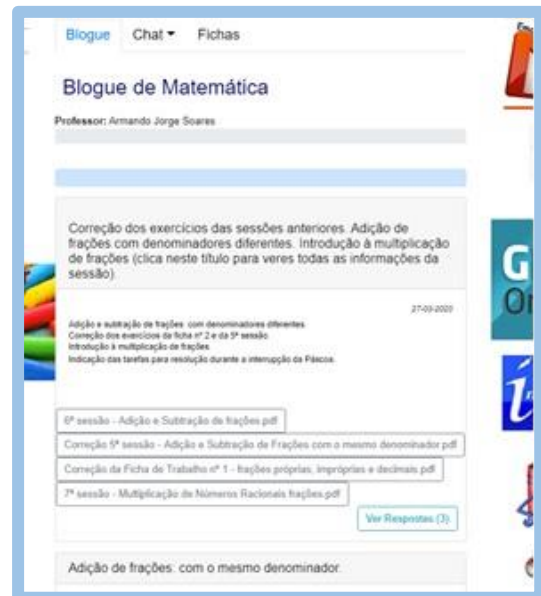 Blogue Chat Fichas
Blogue de Matemática
Professor: Armando Jorge Soares
Correção dos exercícios das sessões anteriores. Adição de
frações com denominadores diferentes. Introdução à multiplicação
de frações (clica neste título para veres todas as informações da
sessão)
27-03-2020
Adição e subtração de frações com denominadores diferentes.
Correção dos exercícios da ficha nº 2 e da 5ª sessão.
Introdução à multiplicação de frações.
Indicação das tarefas para resolução durante a interrupção da Páscoa.
6ª sessão - Adição e Subtração de frações.pdf
Correção 5ª sessão - Adição e Subtração de Frações com o mesmo denominador.pdf
Correção da Ficha de Trabalho nº 1 - frações próprias, impróprias e decimais.pdf
7ª sessão - Multiplicação de Números Racionais frações.pdf
Ver Respostas (3)
Adição de frações: com o mesmo denominador.